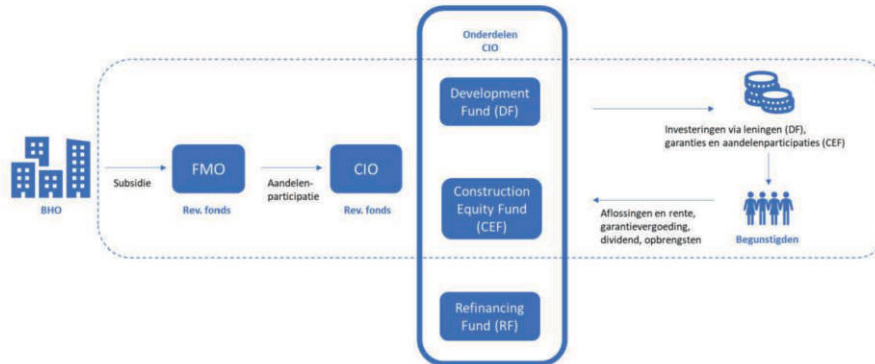 Onderdelen
CIO
Development
Fund (DF)
Investeringen via leningen (DF),
garanties en aandelenparticipaties (CEF)
FMO
CIO
Subsidie
Aandelen-
participatie
BHO
Rev. fonds
Rev. fonds
Construction
Equity Fund
(CEF)
Aflossingen en rente,
garantievergoeding,
dividend, opbrengsten
Begunstigden
Refinancing
Fund (RF)